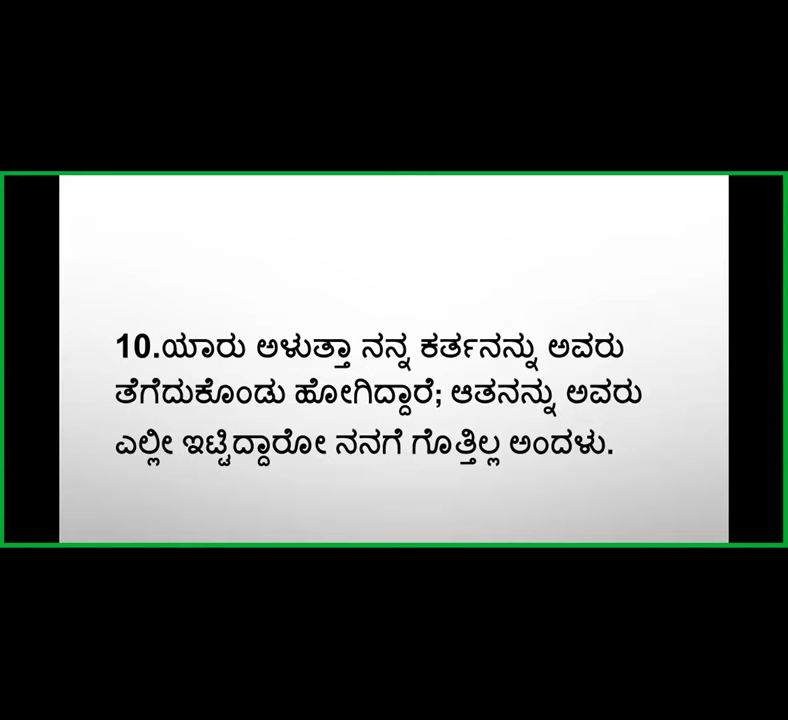 10.ಯಾರು ಅಳುತ್ತಾ ನನ್ನ ಕರ್ತನನ್ನು ಅವರು
ತೆಗೆದುಕೊಂಡು ಹೋಗಿದ್ದಾರೆ; ಆತನನ್ನು ಅವರು
ಎಲ್ಲೀ ಇಟ್ಟಿದ್ದಾರೋ ನನಗೆ ಗೊತ್ತಿಲ್ಲ ಅಂದಳು.